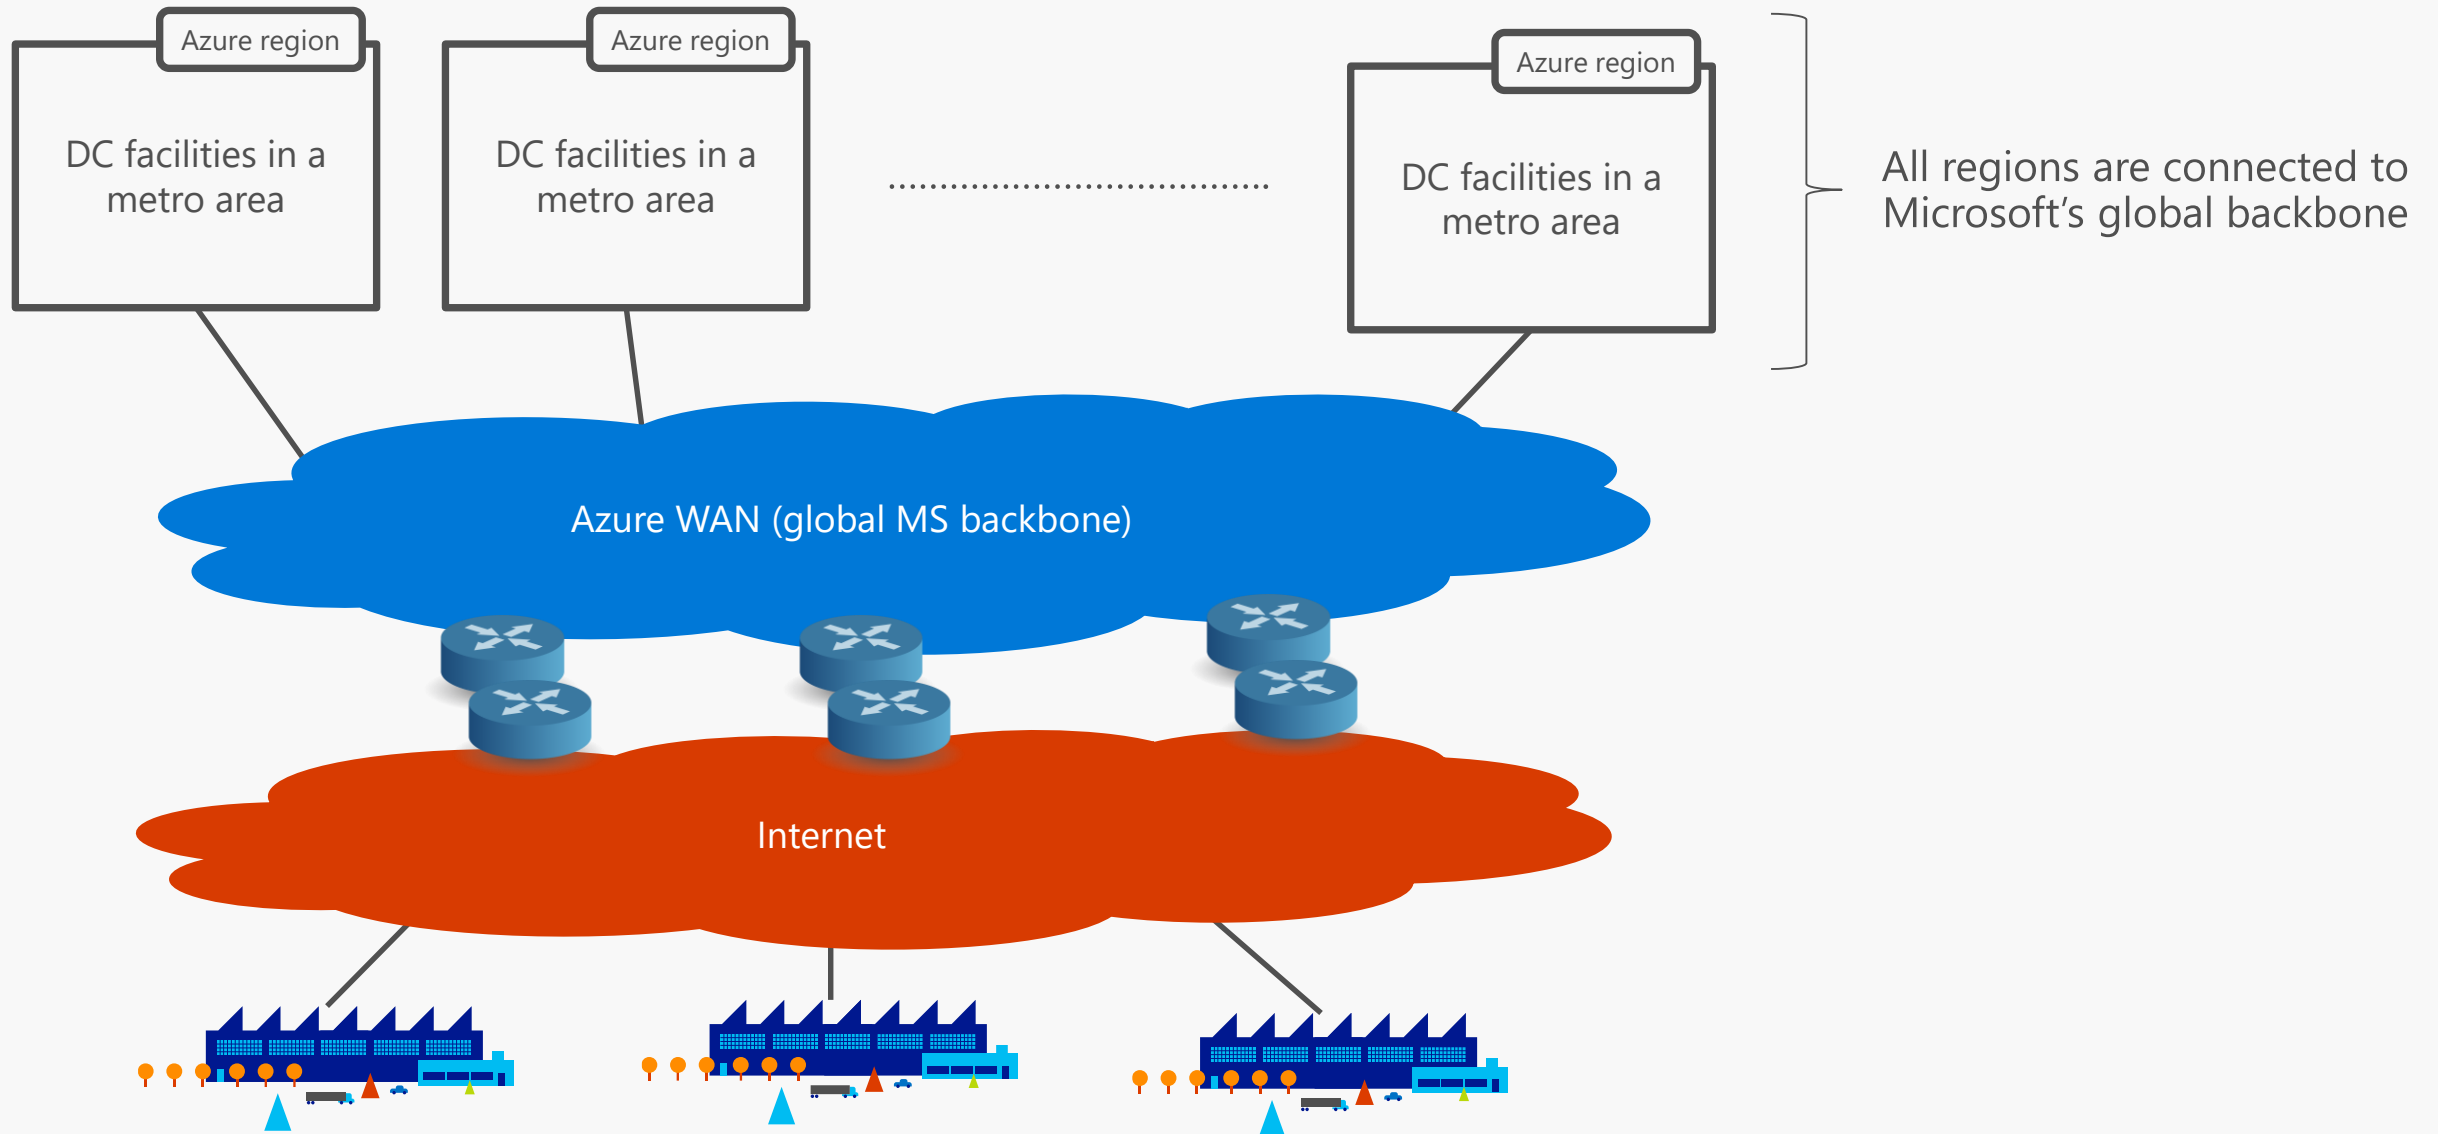 Azure region
DC facilities in a
metro area
Azure region
DC facilities in a
metro area
Azure region
DC facilities in a
metro area
All regions are connected to
Microsoft’s global backbone
Azure WAN (global MS backbone)
Internet